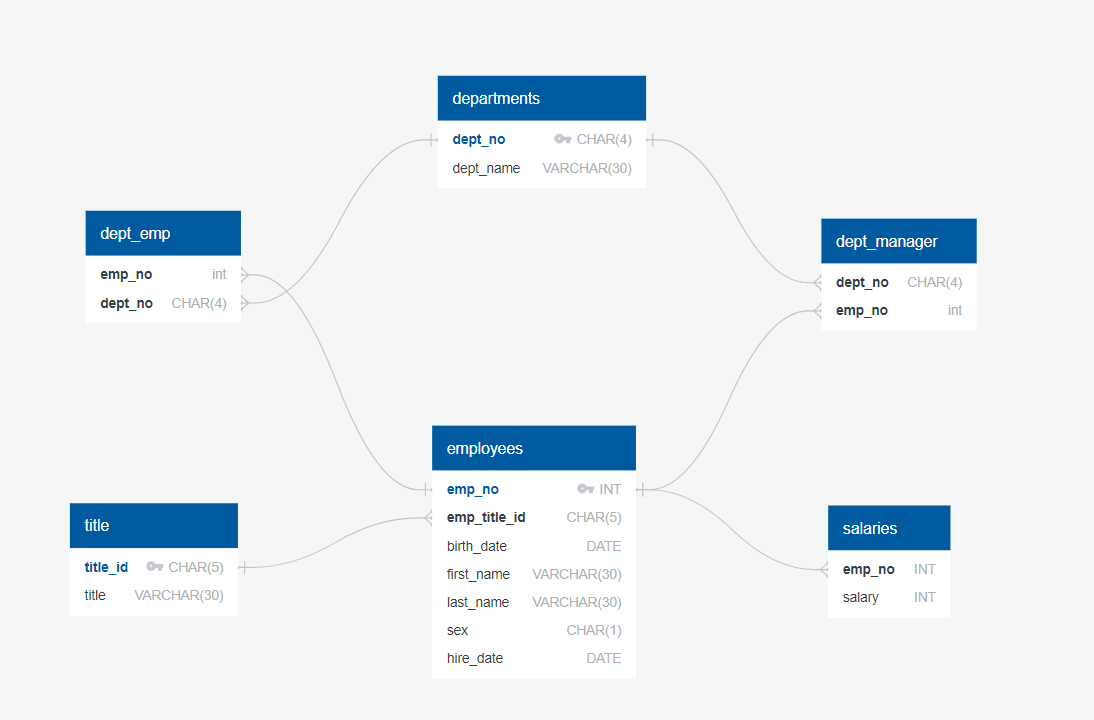 departments
dept_no CHAR(4)
dept_name VARCHAR(30)
dept_emp
emp_no int
dept_no CHAR(4)
dept_manager
dept_no CHAR(4)
emp_no int
employees
emp_no INT
emp_title_id CHAR(5)
birth_date DATE
first_name VARCHAR(30)
last_name VARCHAR(30)
sex CHAR(1)
hire_date DATE
title
title_id CHAR(5)
title VARCHAR(30)
salaries
emp_no INT
salary INT